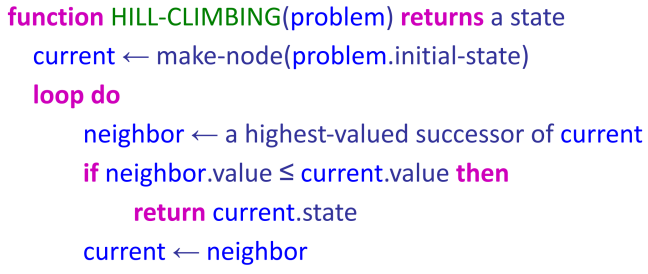 function HILL-CLIMBING(problem) returns a state
current ← make-node(problem.initial-state)
loop do
neighbor ← a highest-valued successor of current
if neighbor.value ≤ current.value then
return current.state
current ← neighbor